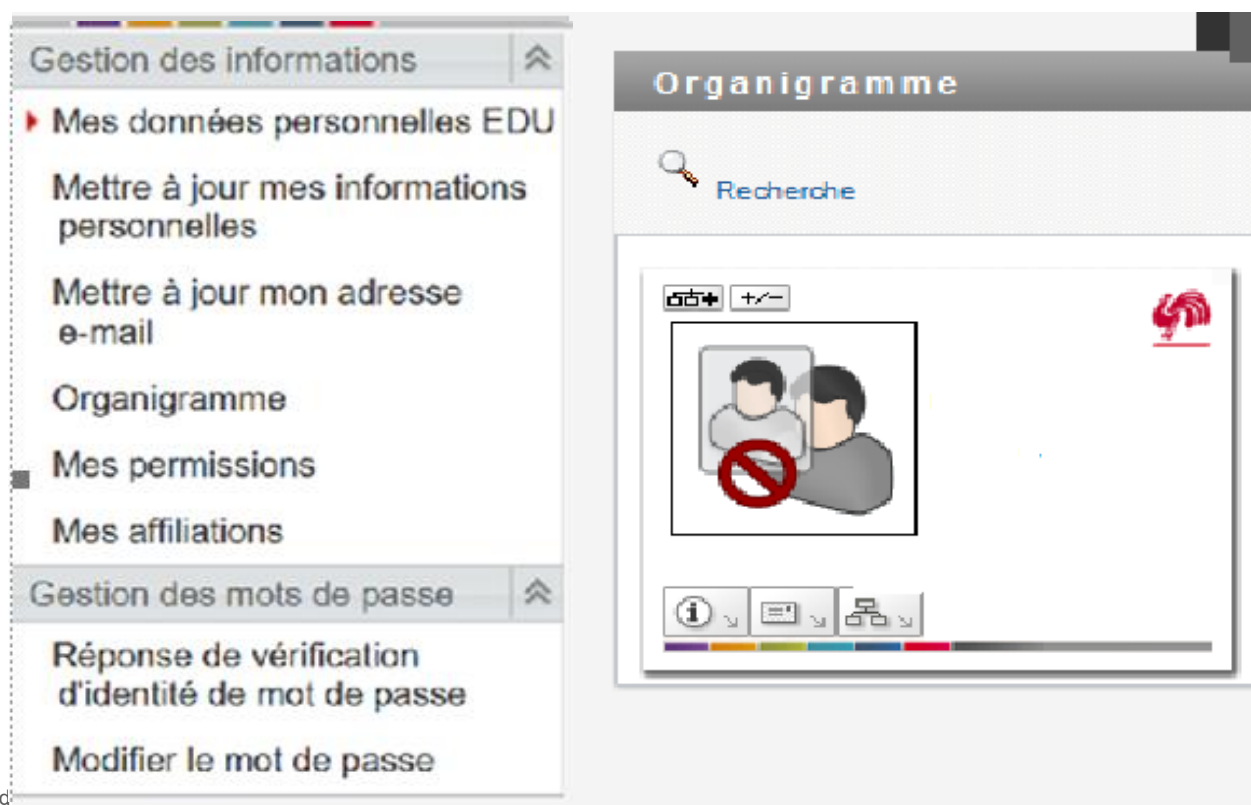 Gestion des informations
Mes données personnelles EDU
Mettre à jour mes informations
personnelles
Mettre à jour mon adresse
e-mail
Organigramme
Mes permissions
Mes affiliations
Gestion des mots de passe
Réponse de vérification
d'identité de mot de passe
Modifier le mot de passe
d
Organigramme
Recherche
+/-